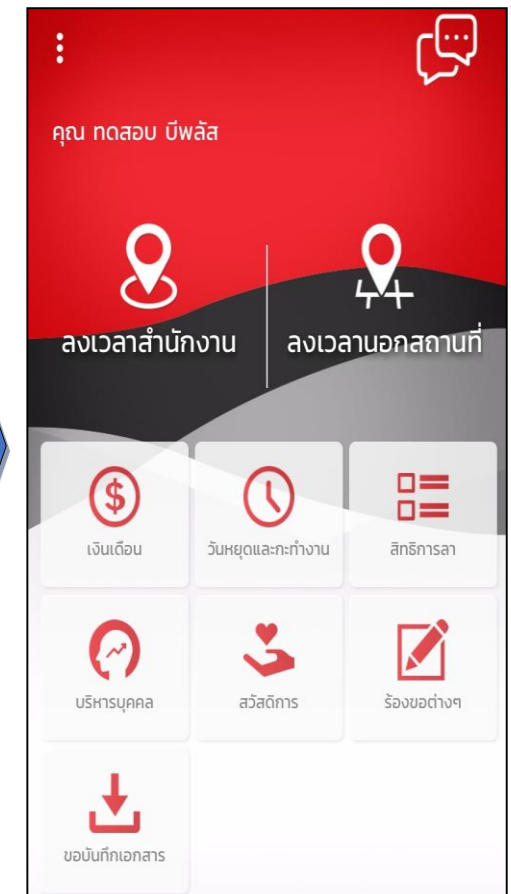 คุณ ทดสอบ บีพลัส
ลงเวลาสำนักงาน
ลงเวลานอกสถานที่
เงินเดือน
วันหยุดและกะทำงาน
สิทธิการลา
บริหารบุคคล
สวัสดิการ
ร้องขอต่างๆ
ขอบันทึกเอกสาร